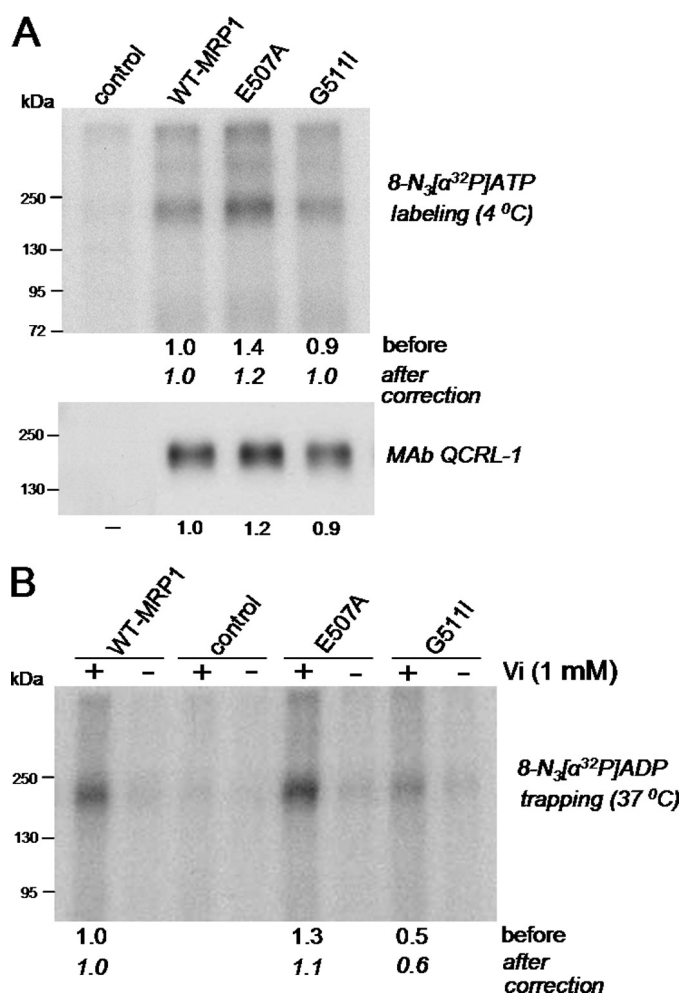 A
control WT-MRP1 E507A G511I
kDa
250
130
95
72
8-N₃[α³²P]ATP
labeling (4 ⁰C)
1.0 1.4 0.9 before
1.0 1.2 1.0 after
correction
250
130
MAb QCRL-1
– 1.0 1.2 0.9
B
WT-MRP1 control E507A G511I
+ – + – + – + – Vi (1 mM)
kDa
250
130
95
8-N₃[α³²P]ADP
trapping (37 ⁰C)
1.0 1.3 0.5 before
1.0 1.1 0.6 after
correction